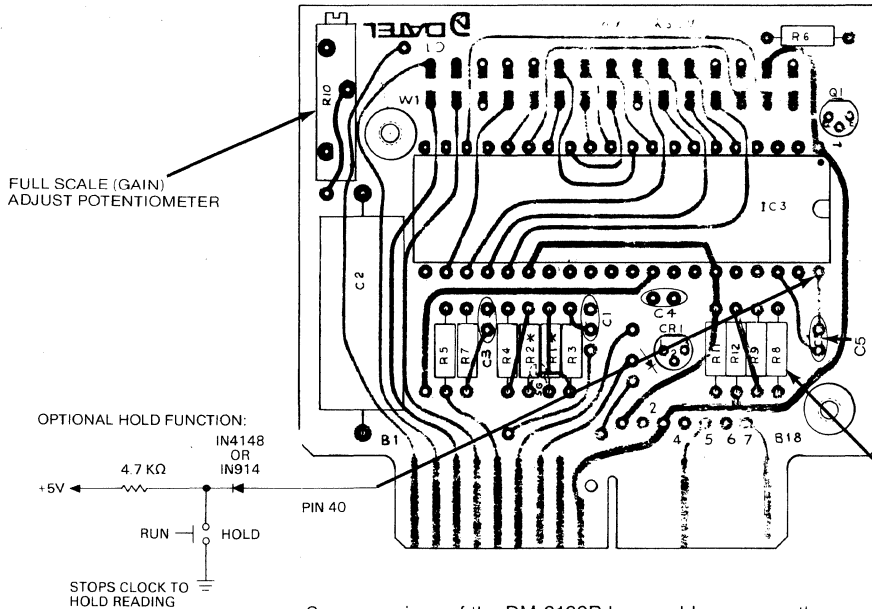 DATEL
C1
R6
R10
W1
Q1
FULL SCALE (GAIN)
ADJUST POTENTIOMETER
IC3
C2
C4
C1
CR1
C5
R5
R7
C3
R4
R2*
R1*
R3
R11
R12
R9
R8
OPTIONAL HOLD FUNCTION:
IN4148
OR
IN914
B1
2
4
5
6
7
B18
4.7 KΩ
+5V
PIN 40
RUN
HOLD
STOPS CLOCK TO
HOLD READING